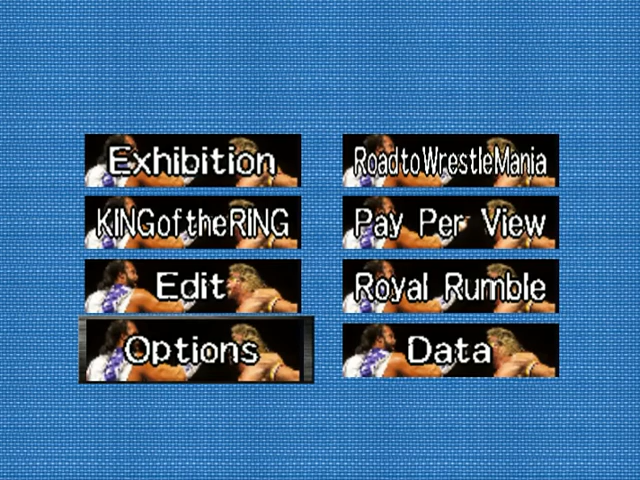 Exhibition
RoadtoWrestleMania
KINGoftheRING
Pay Per View
Edit
Royal Rumble
Options
Data